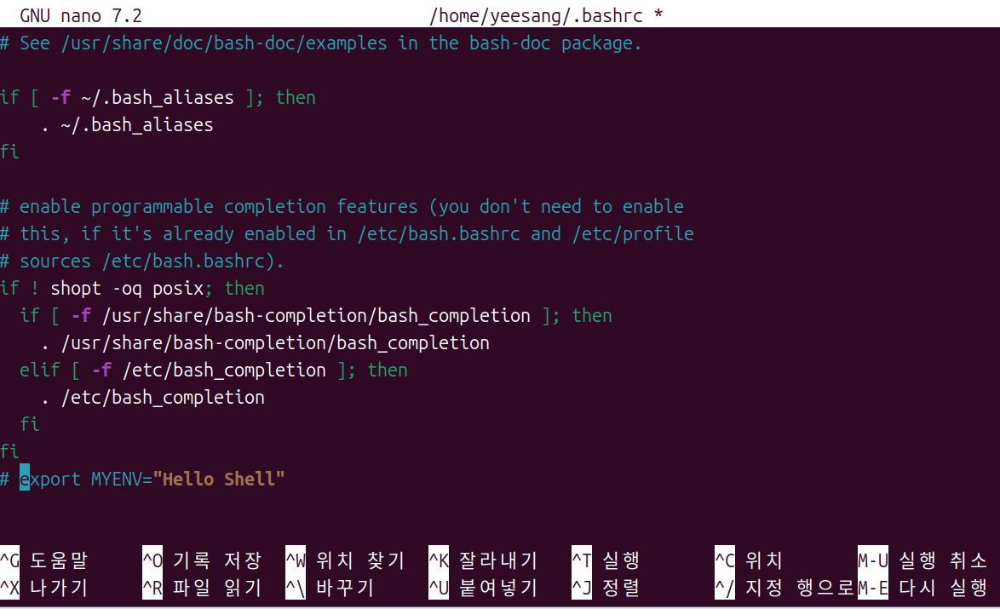 GNU nano 7.2 /home/yeesang/.bashrc *
# See /usr/share/doc/bash-doc/examples in the bash-doc package.
if [ -f ~/.bash_aliases ]; then
    . ~/.bash_aliases
fi
# enable programmable completion features (you don't need to enable
# this, if it's already enabled in /etc/bash.bashrc and /etc/profile
# sources /etc/bash.bashrc).
if ! shopt -oq posix; then
  if [ -f /usr/share/bash-completion/bash_completion ]; then
    . /usr/share/bash-completion/bash_completion
  elif [ -f /etc/bash_completion ]; then
    . /etc/bash_completion
  fi
fi
# export MYENV="Hello Shell"
^G 도움말 ^O 기록 저장 ^W 위치 찾기 ^K 잘라내기 ^T 실행 ^C 위치 M-U 실행 취소
^X 나가기 ^R 파일 읽기 ^\ 바꾸기 ^U 붙여넣기 ^J 정렬 ^/ 지정 행으로 M-E 다시 실행